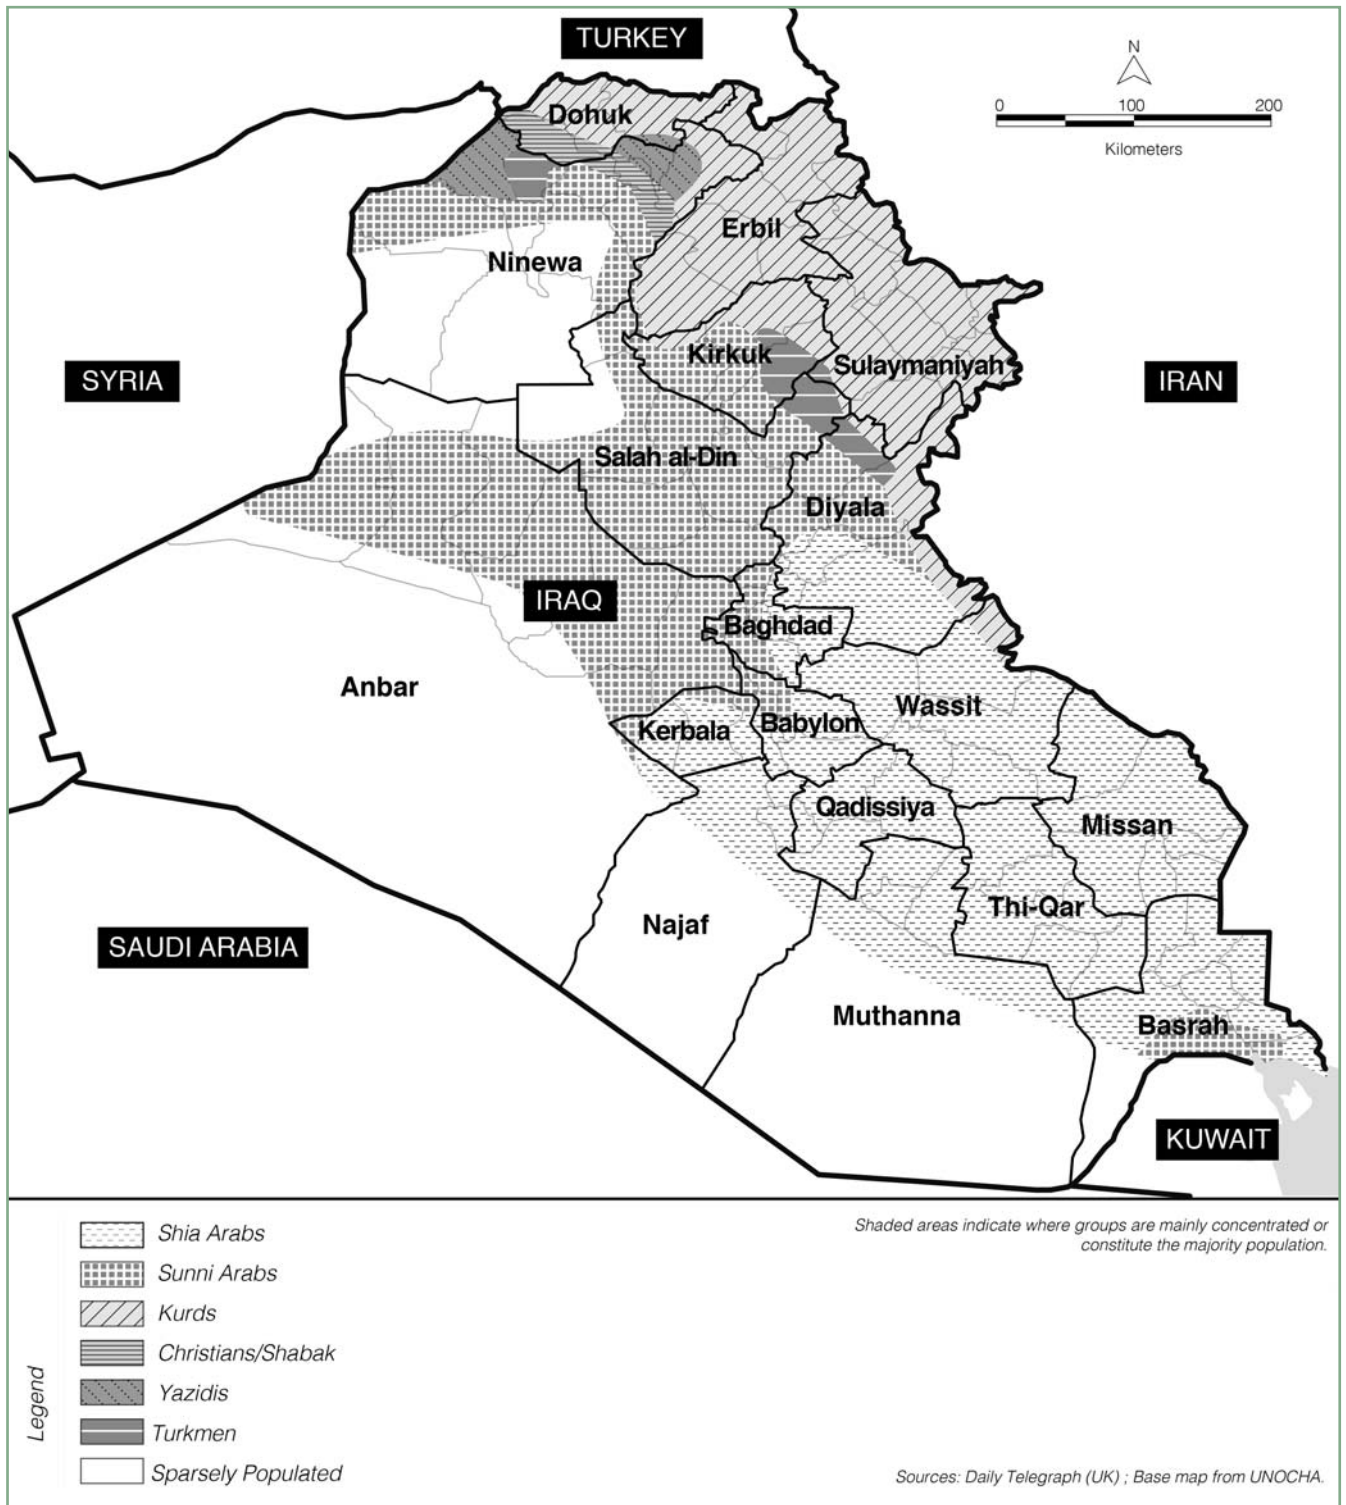 TURKEY
N
0 100 200
Kilometers
Dohuk
Erbil
Ninewa
Kirkuk
Sulaymaniyah
SYRIA
IRAN
Salah al-Din
Diyala
IRAQ
Baghdad
Anbar
Wassit
Kerbala
Babylon
Qadissiya
Missan
Thi-Qar
Najaf
SAUDI ARABIA
Muthanna
Basrah
KUWAIT
Legend
Shia Arabs
Sunni Arabs
Kurds
Christians/Shabak
Yazidis
Turkmen
Sparsely Populated
Shaded areas indicate where groups are mainly concentrated or
constitute the majority population.
Sources: Daily Telegraph (UK) ; Base map from UNOCHA.